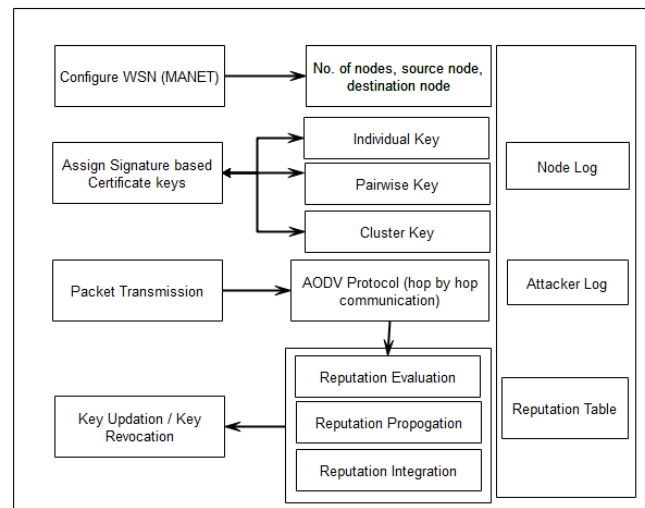 Configure WSN (MANET)
No. of nodes, source node,
destination node
Assign Signature based
Certificate keys
Individual Key
Pairwise Key
Cluster Key
Node Log
Packet Transmission
AODV Protocol (hop by hop
communication)
Attacker Log
Key Updation / Key
Revocation
Reputation Evaluation
Reputation Propogation
Reputation Integration
Reputation Table